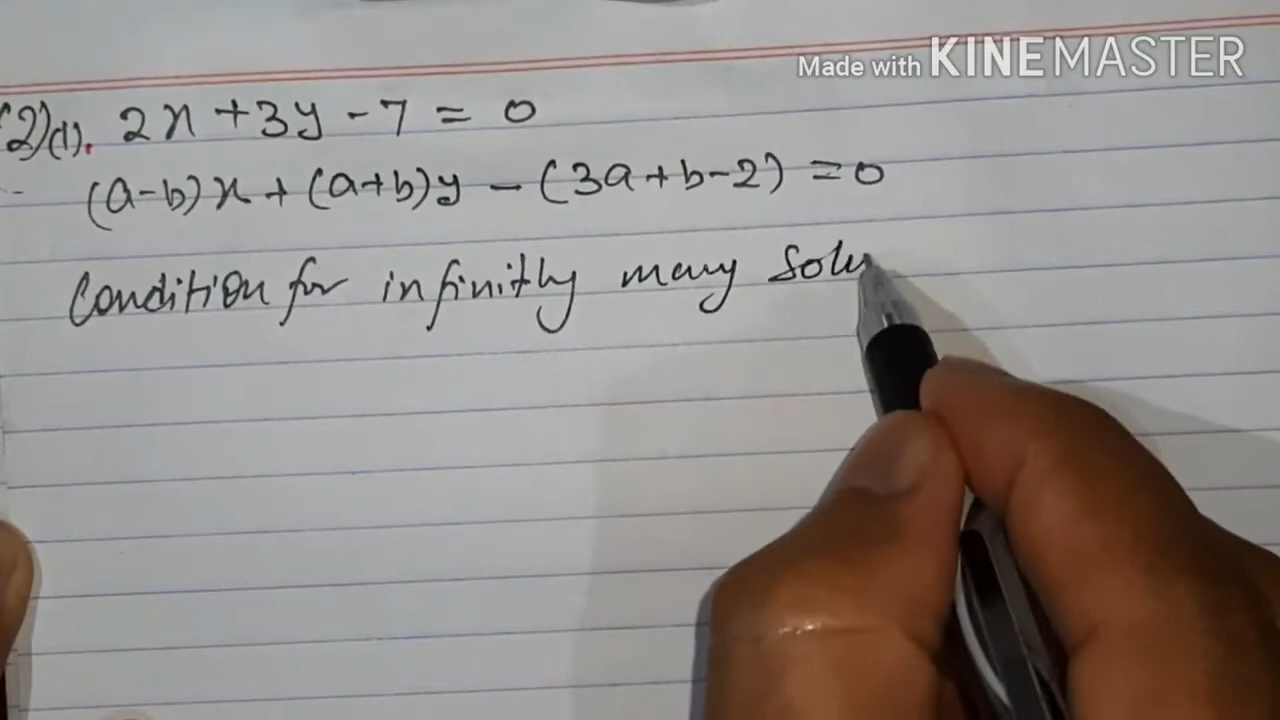 Made with KINEMASTER
(2)(1). 2x + 3y - 7 = 0
(a-b)x + (a+b)y - (3a+b-2) = 0
Condition for infinitly many Solu